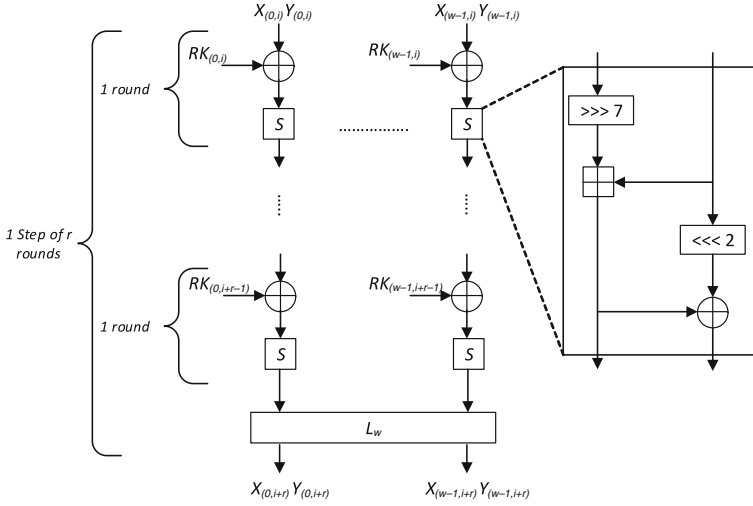 X(0,i) Y(0,i)
X(w–1,i) Y(w–1,i)
RK(0,i)
RK(w–1,i)
1 round
S
S
>>> 7
<<< 2
1 Step of r
rounds
RK(0,i+r–1)
RK(w–1,i+r–1)
1 round
S
S
Lw
X(0,i+r) Y(0,i+r)
X(w–1,i+r) Y(w–1,i+r)